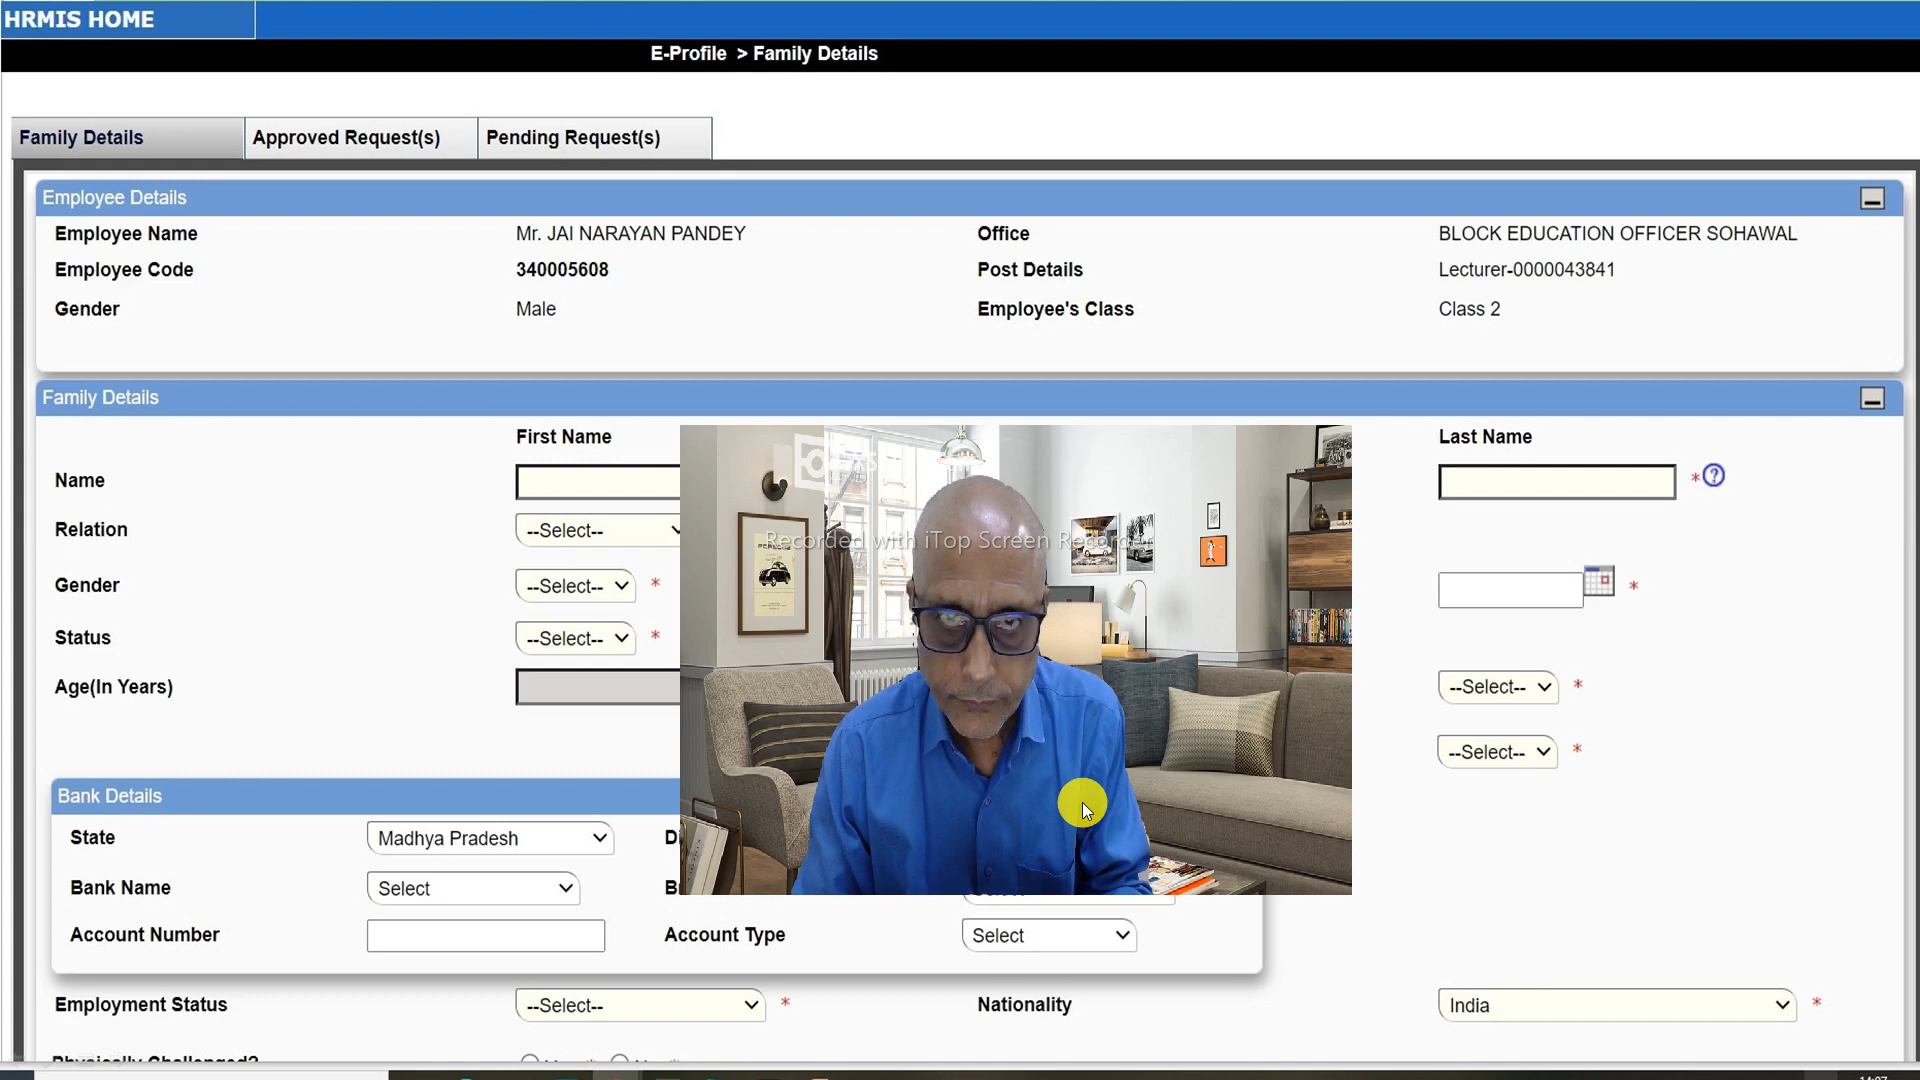 HRMIS HOME
E-Profile > Family Details
Family Details Approved Request(s) Pending Request(s)
Employee Details
Employee Name Mr. JAI NARAYAN PANDEY Office BLOCK EDUCATION OFFICER SOHAWAL
Employee Code 340005608 Post Details Lecturer-0000043841
Gender Male Employee's Class Class 2
Family Details
First Name Last Name
Name * ?
Relation --Select--
Recorded with iTop Screen Recorder
Gender --Select-- * *
Status --Select-- *
Age(In Years) --Select-- *
--Select-- *
Bank Details
State Madhya Pradesh
Bank Name Select
Account Number Account Type Select
Employment Status --Select-- * Nationality India *
Physically Challenged?